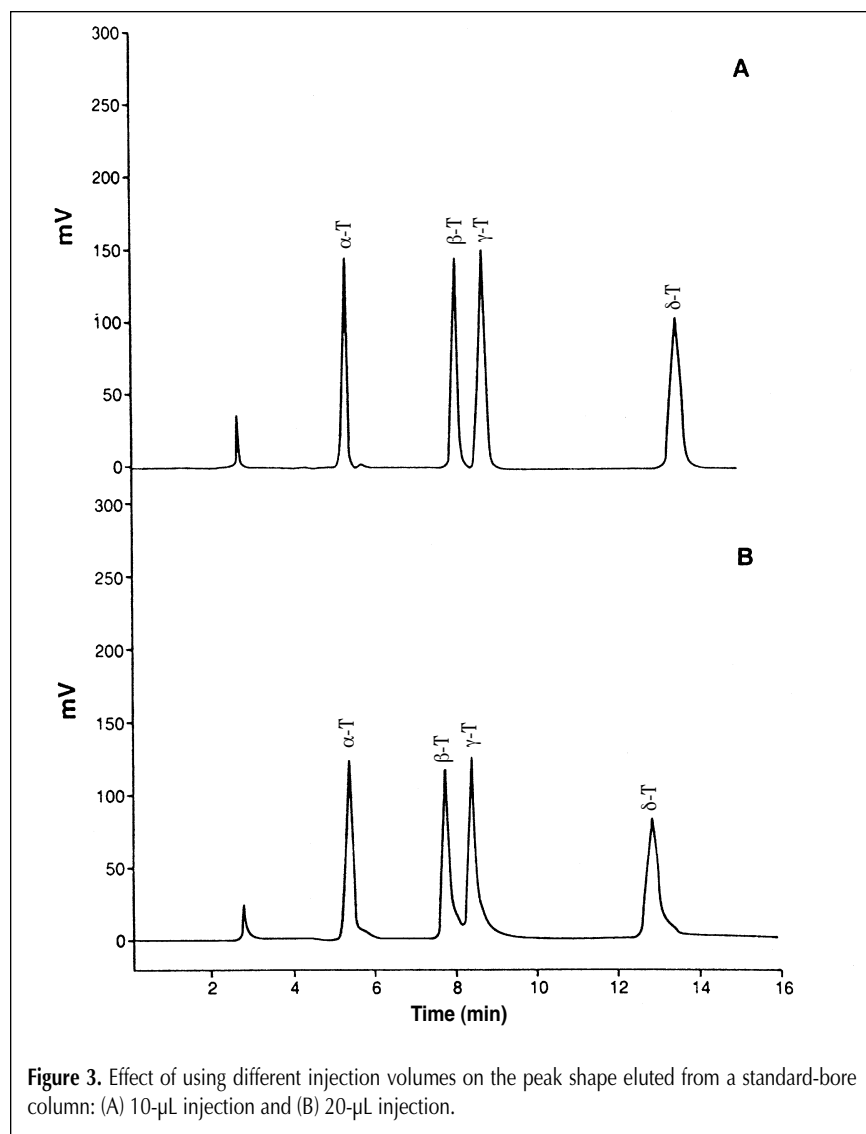 300
250
200
150
100
50
0
mV
A
α-T
β-T
γ-T
δ-T
300
250
200
150
100
50
0
mV
B
α-T
β-T
γ-T
δ-T
2 4 6 8 10 12 14 16
Time (min)
Figure 3. Effect of using different injection volumes on the peak shape eluted from a standard-bore
column: (A) 10-µL injection and (B) 20-µL injection.